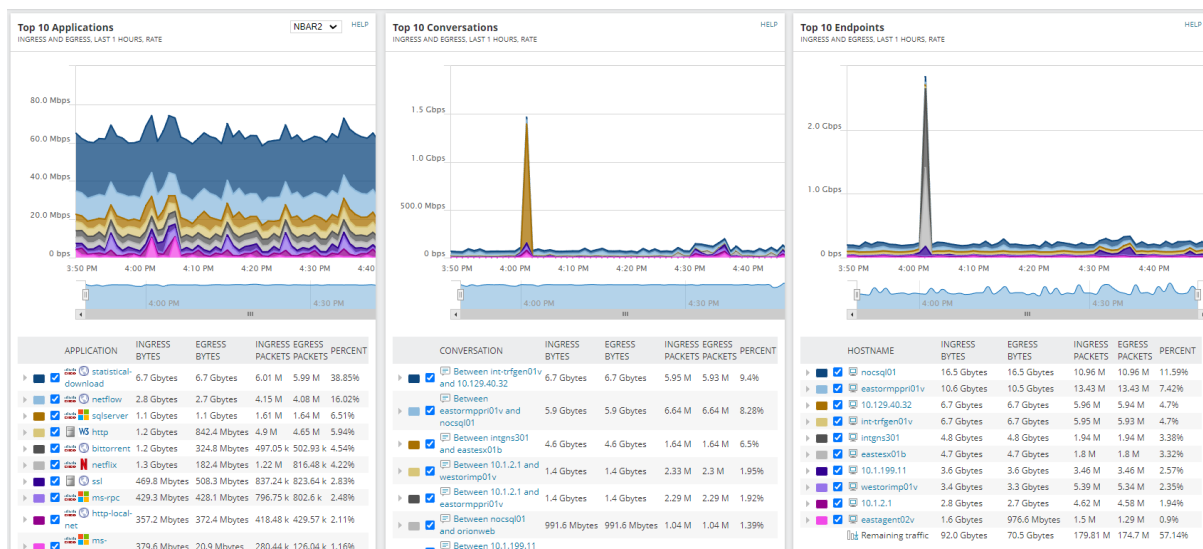 Top 10 Applications
NBAR2
HELP
INGRESS AND EGRESS, LAST 1 HOURS, RATE
80.0 Mbps
60.0 Mbps
40.0 Mbps
20.0 Mbps
0 bps
3:50 PM 4:00 PM 4:10 PM 4:20 PM 4:30 PM 4:40
4:00 PM 4:30 PM
APPLICATION INGRESS BYTES EGRESS BYTES INGRESS PACKETS EGRESS PACKETS PERCENT
statistical-download 6.7 Gbytes 6.7 Gbytes 6.01 M 5.99 M 38.85%
netflow 2.8 Gbytes 2.7 Gbytes 4.15 M 4.08 M 16.02%
sqlserver 1.1 Gbytes 1.1 Gbytes 1.61 M 1.64 M 6.51%
W3 http 1.2 Gbytes 842.4 Mbytes 4.9 M 4.65 M 5.94%
bittorrent 1.2 Gbytes 324.8 Mbytes 497.05 k 502.93 k 4.54%
netflix 1.3 Gbytes 182.4 Mbytes 1.22 M 816.48 k 4.22%
ssl 469.8 Mbytes 508.3 Mbytes 837.24 k 823.64 k 2.83%
ms-rpc 429.3 Mbytes 428.1 Mbytes 796.75 k 802.6 k 2.48%
http-local-net 357.2 Mbytes 372.4 Mbytes 418.48 k 429.57 k 2.11%
ms- 379.6 Mbytes 20.9 Mbytes 280.44 k 126.04 k 1.16%
Top 10 Conversations
HELP
INGRESS AND EGRESS, LAST 1 HOURS, RATE
1.5 Gbps
1.0 Gbps
500.0 Mbps
0 bps
3:50 PM 4:00 PM 4:10 PM 4:20 PM 4:30 PM 4:40 PM
4:00 PM 4:30 PM
CONVERSATION INGRESS BYTES EGRESS BYTES INGRESS PACKETS EGRESS PACKETS PERCENT
Between int-trfgen01v and 10.129.40.32 6.7 Gbytes 6.7 Gbytes 5.95 M 5.93 M 9.4%
Between eastormppri01v and nocsql01 5.9 Gbytes 5.9 Gbytes 6.64 M 6.64 M 8.28%
Between intgns301 and eastesx01b 4.6 Gbytes 4.6 Gbytes 1.64 M 1.64 M 6.5%
Between 10.1.2.1 and westorimp01v 1.4 Gbytes 1.4 Gbytes 2.33 M 2.3 M 1.95%
Between 10.1.2.1 and eastormppri01v 1.4 Gbytes 1.4 Gbytes 2.29 M 2.29 M 1.92%
Between nocsql01 and orionweb 991.6 Mbytes 991.6 Mbytes 1.04 M 1.04 M 1.39%
Between 10.1.199.11
Top 10 Endpoints
HELP
INGRESS AND EGRESS, LAST 1 HOURS, RATE
2.0 Gbps
1.0 Gbps
0 bps
3:50 PM 4:00 PM 4:10 PM 4:20 PM 4:30 PM 4:40 PM
4:00 PM 4:30 PM
HOSTNAME INGRESS BYTES EGRESS BYTES INGRESS PACKETS EGRESS PACKETS PERCENT
nocsql01 16.5 Gbytes 16.5 Gbytes 10.96 M 10.96 M 11.59%
eastormppri01v 10.6 Gbytes 10.5 Gbytes 13.43 M 13.43 M 7.42%
10.129.40.32 6.7 Gbytes 6.7 Gbytes 5.96 M 5.94 M 4.7%
int-trfgen01v 6.7 Gbytes 6.7 Gbytes 5.95 M 5.93 M 4.7%
intgns301 4.8 Gbytes 4.8 Gbytes 1.94 M 1.94 M 3.38%
eastesx01b 4.7 Gbytes 4.7 Gbytes 1.8 M 1.8 M 3.32%
10.1.199.11 3.6 Gbytes 3.6 Gbytes 3.46 M 3.46 M 2.57%
westorimp01v 3.4 Gbytes 3.3 Gbytes 5.39 M 5.34 M 2.35%
10.1.2.1 2.8 Gbytes 2.7 Gbytes 4.62 M 4.58 M 1.94%
eastagent02v 1.6 Gbytes 976.6 Mbytes 1.5 M 1.29 M 0.9%
Remaining traffic 92.0 Gbytes 70.5 Gbytes 179.81 M 174.7 M 57.14%